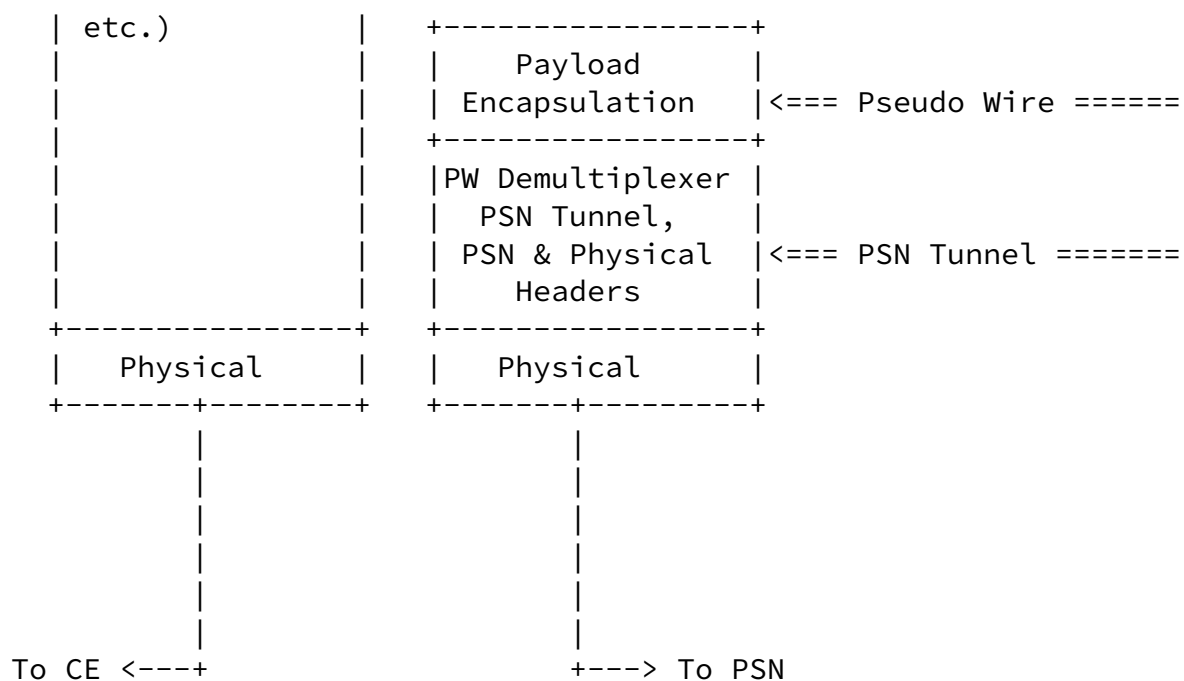 etc.)
Payload
Encapsulation <=== Pseudo Wire ======
PW Demultiplexer
PSN Tunnel,
PSN & Physical <=== PSN Tunnel =======
Headers
Physical Physical
To CE <---+ +---> To PSN